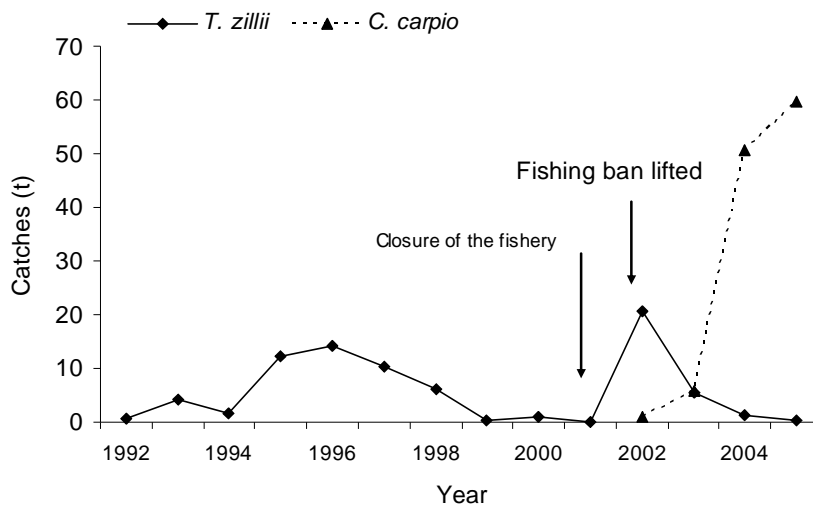 T. zillii C. carpio
70
60
50
40
30
20
10
0
Catches (t)
Fishing ban lifted
Closure of the fishery
1992 1994 1996 1998 2000 2002 2004
Year